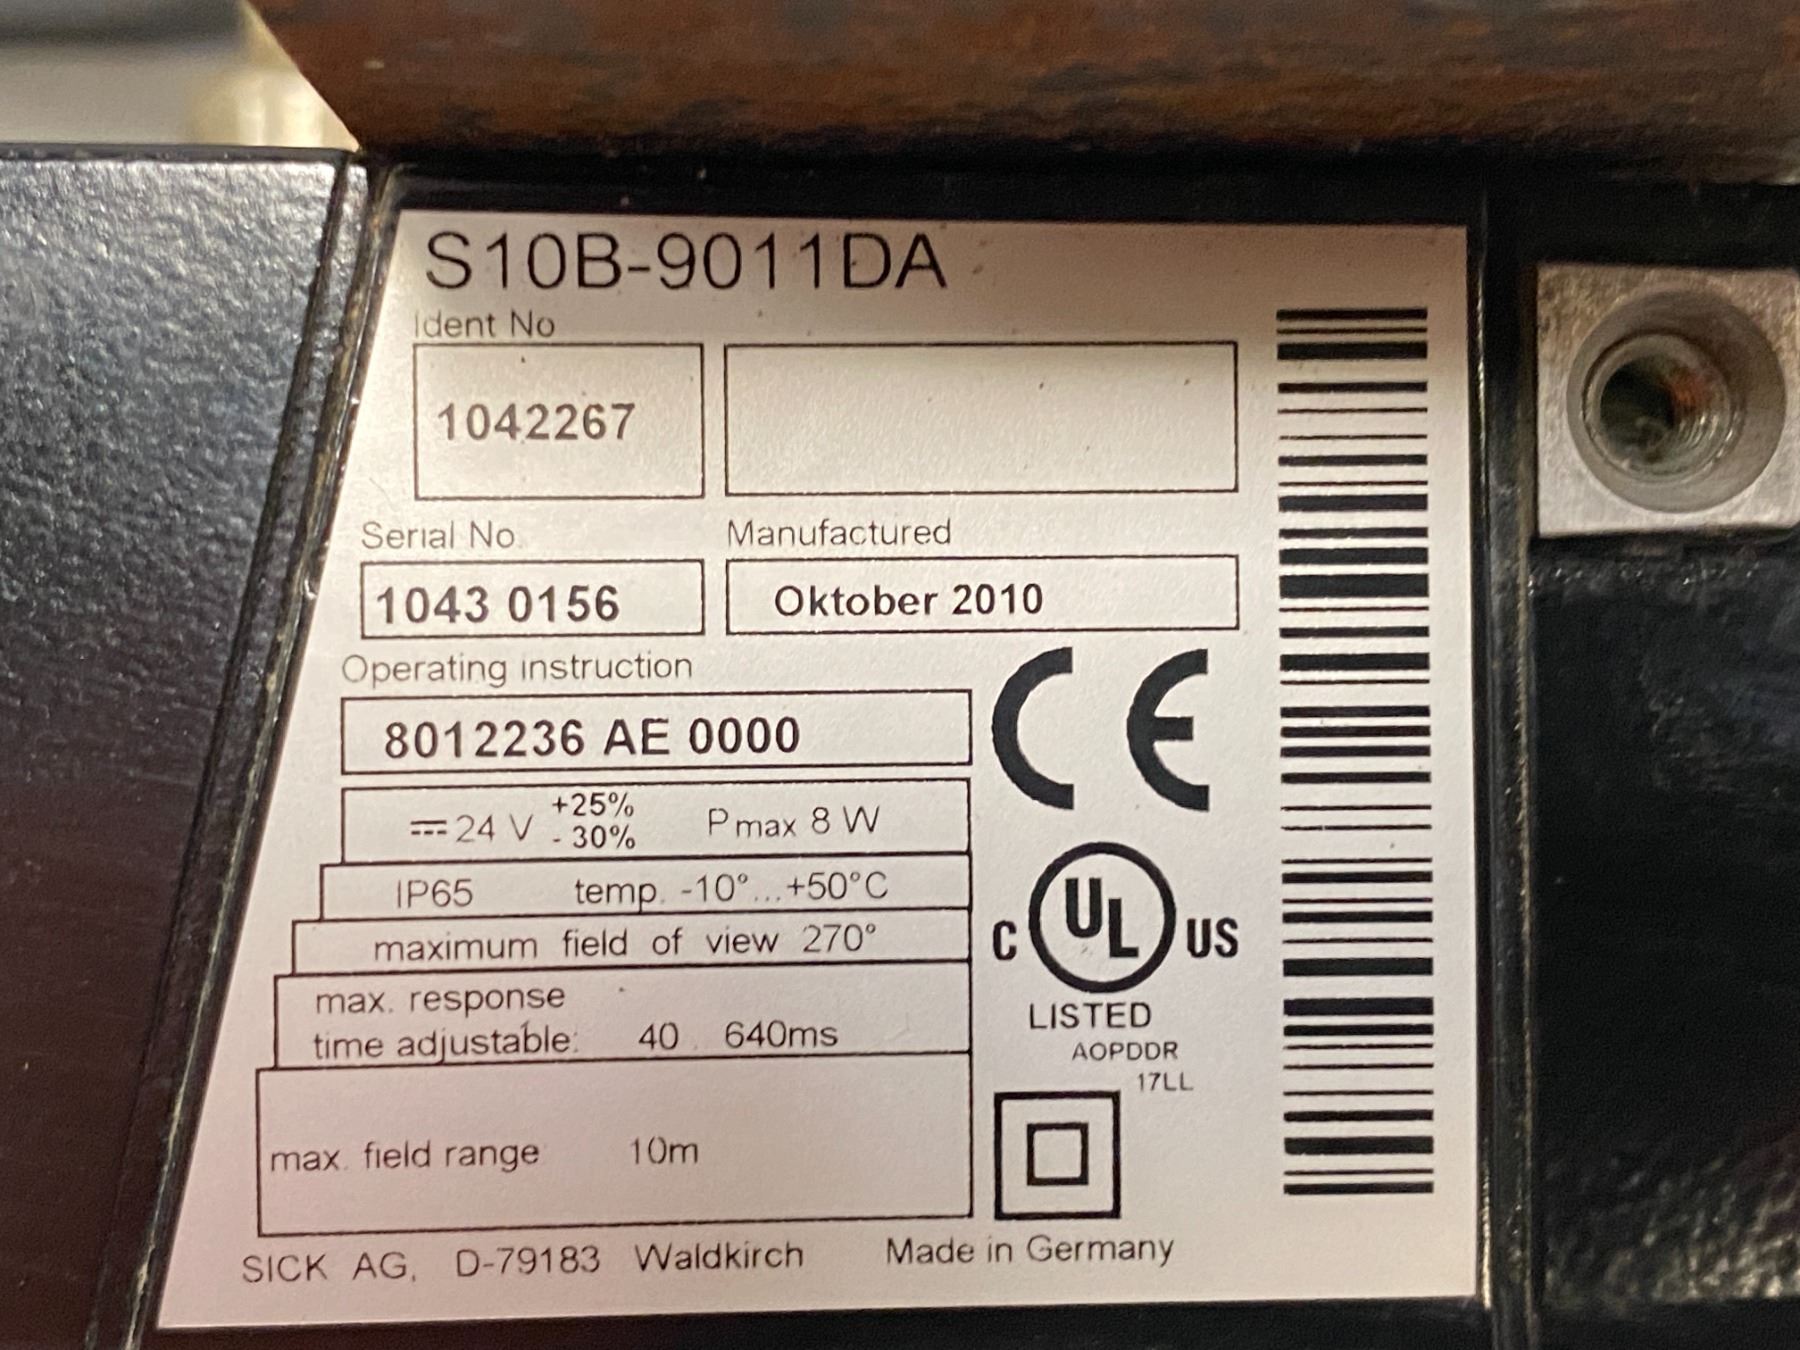 S10B-9011DA
Ident No
1042267
Serial No.
Manufactured
1043 0156
Oktober 2010
Operating instruction
8012236 AE 0000
CE
24 V +25% - 30% P max 8 W
IP65 temp. -10°...+50°C
maximum field of view 270°
max. response
time adjustable: 40 . 640ms
max. field range 10m
C UL US
LISTED
AOPDDR
17LL
SICK AG, D-79183 Waldkirch Made in Germany